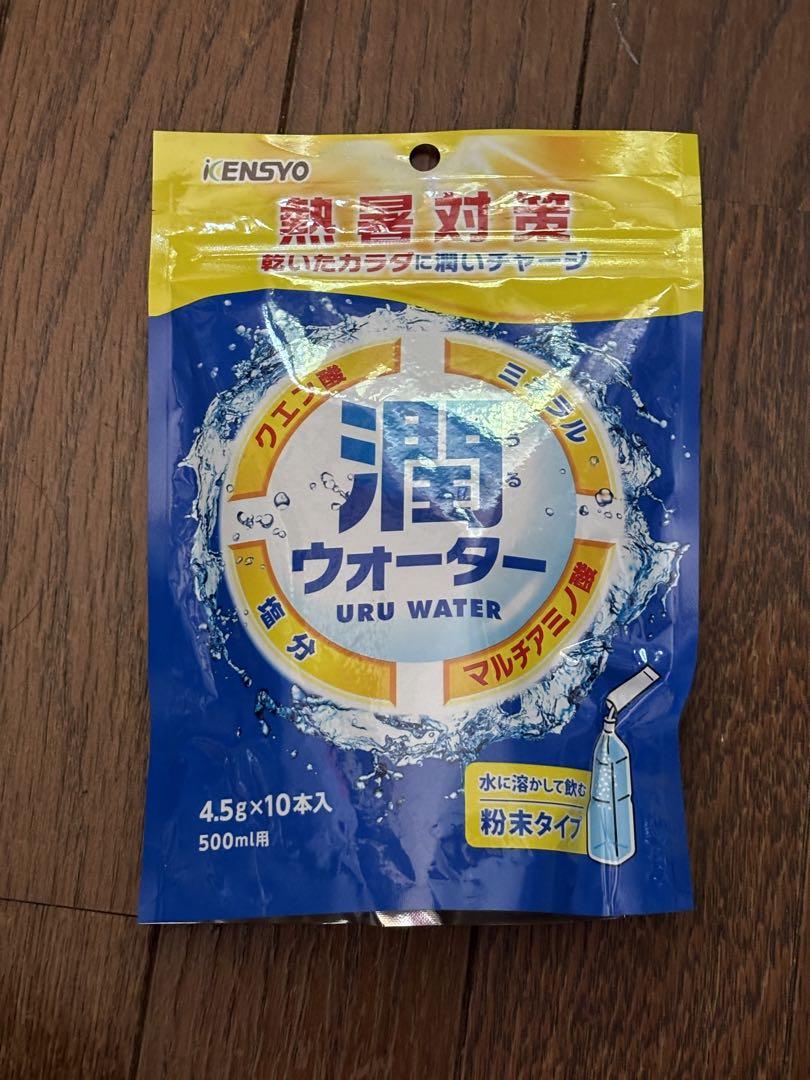 KENSYO
熱暑対策
乾いたカラダに潤いチャージ
クエン酸
ミネラル
潤
うる
ウォーター
URU WATER
塩分
マルチアミノ酸
4.5g×10本入
500ml用
水に溶かして飲む
粉末タイプ